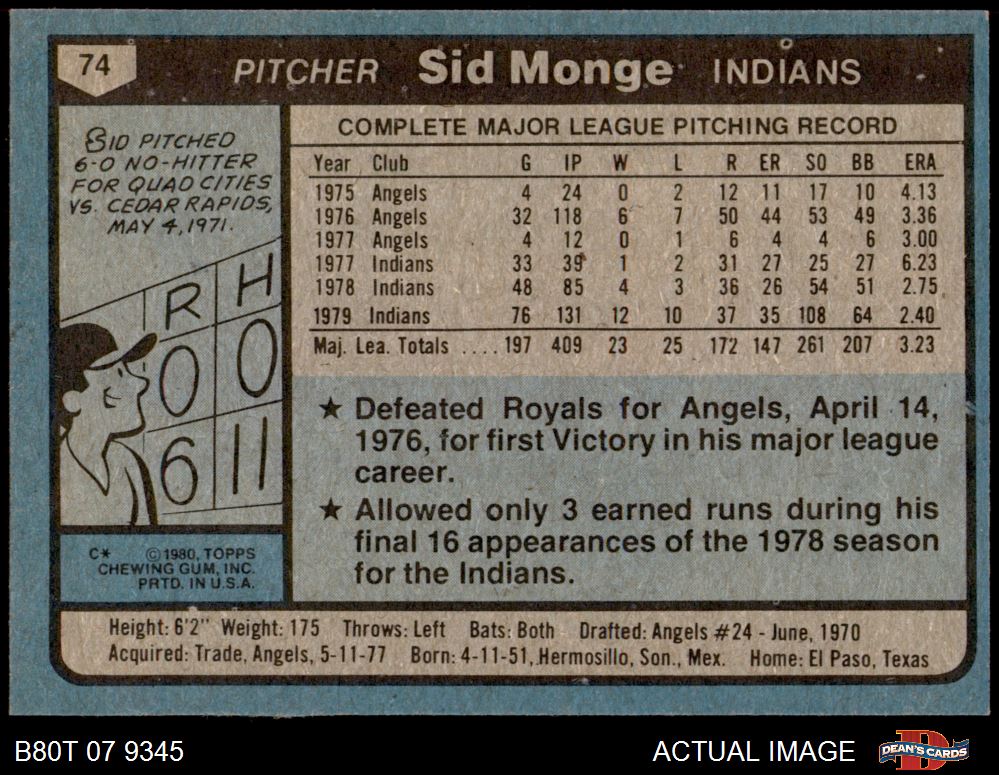 74 PITCHER Sid Monge INDIANS
SID PITCHED
6-0 NO-HITTER
FOR QUAD CITIES
VS. CEDAR RAPIDS,
MAY 4, 1971.
R H
0 0
6 11
C* © 1980, TOPPS
CHEWING GUM, INC.
PRTD. IN U.S.A.
COMPLETE MAJOR LEAGUE PITCHING RECORD
Year Club G IP W L R ER SO BB ERA
1975 Angels 4 24 0 2 12 11 17 10 4.13
1976 Angels 32 118 6 7 50 44 53 49 3.36
1977 Angels 4 12 0 1 6 4 4 6 3.00
1977 Indians 33 39 1 2 31 27 25 27 6.23
1978 Indians 48 85 4 3 36 26 54 51 2.75
1979 Indians 76 131 12 10 37 35 108 64 2.40
Maj. Lea. Totals .... 197 409 23 25 172 147 261 207 3.23
★ Defeated Royals for Angels, April 14,
1976, for first Victory in his major league
career.
★ Allowed only 3 earned runs during his
final 16 appearances of the 1978 season
for the Indians.
Height: 6'2" Weight: 175 Throws: Left Bats: Both Drafted: Angels #24 - June, 1970
Acquired: Trade, Angels, 5-11-77 Born: 4-11-51, Hermosillo, Son., Mex. Home: El Paso, Texas
B80T 07 9345 ACTUAL IMAGE D DEAN'S CARDS